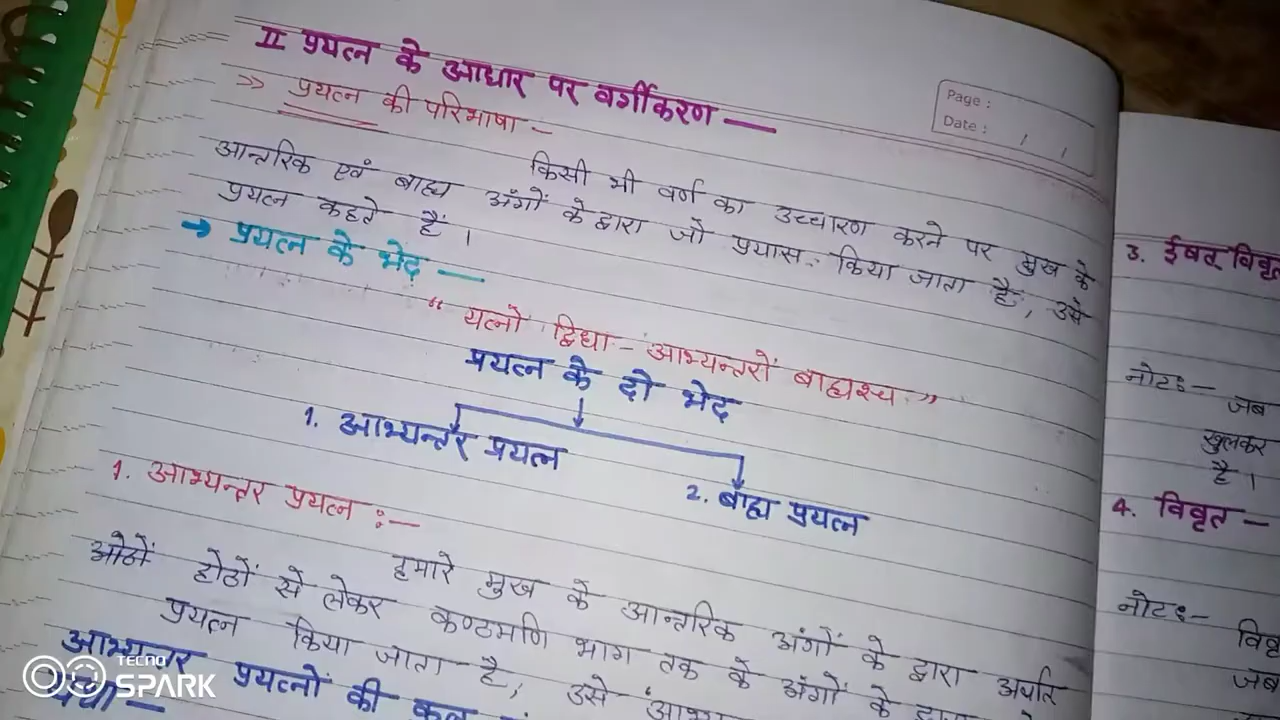 II प्रयत्न के आधार पर वर्गीकरण —
Page :
Date : / /
>> प्रयत्न की परिभाषा –
किसी भी वर्ण का उच्चारण करने पर मुख के
आन्तरिक एवं बाह्य अंगों के द्वारा जो प्रयास किया जाता है, उसे
प्रयत्न कहते हैं।
→ प्रयत्न के भेद —
“ यत्नो द्विधा – आभ्यन्तरों बाह्यश्च ”
प्रयत्न के दो भेद
1. आभ्यन्तर प्रयत्न
2. बाह्य प्रयत्न
1. आभ्यन्तर प्रयत्न :—
हमारे मुख के आन्तरिक अंगों के द्वारा अर्थात
ओठों होठों से लेकर कण्ठमणि भाग तक के अंगों के द्वारा
प्रयत्न किया जाता है, उसे
आभ्यन्तर प्रयत्नों की कुल
यथा —
3. ईषत् विवृत
नोटः— जब
खुलकर
है।
4. विवृत –
नोटः—
जब
TECNO
SPARK